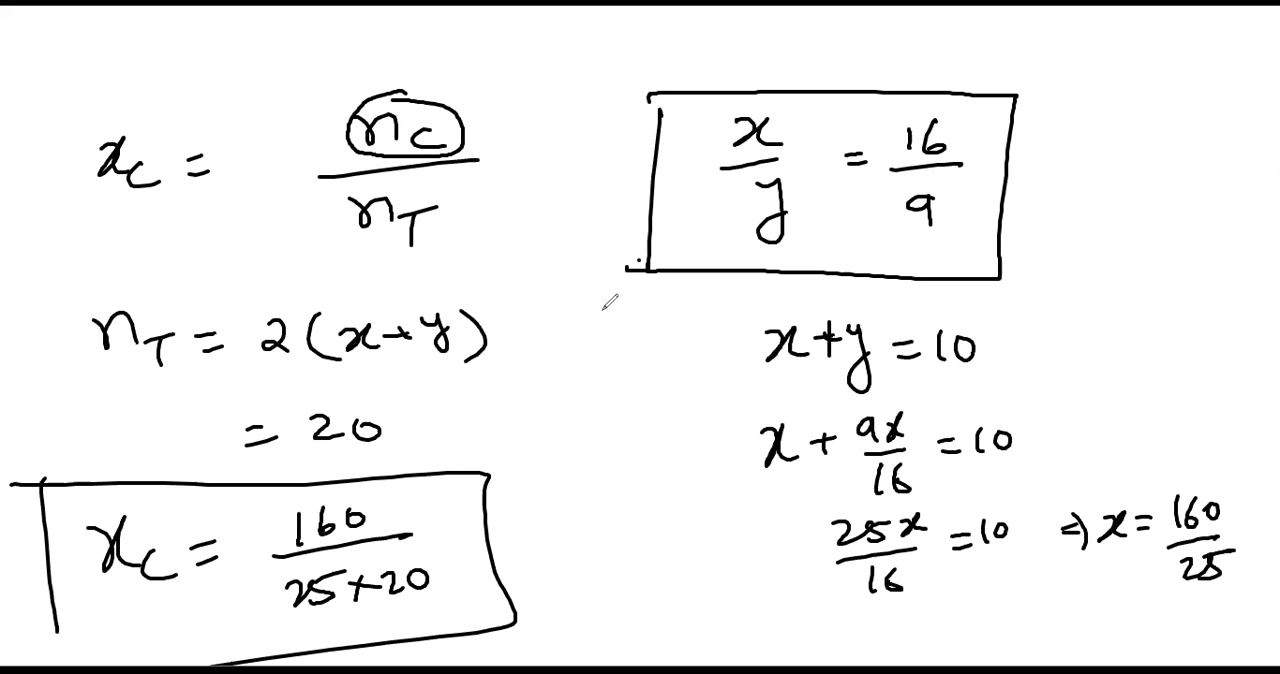 x_C = n_C / n_T
n_T = 2(x+y)
= 20
x_C = 160 / 25×20
x/y = 16/9
x+y = 10
x + 9x/16 = 10
25x/16 = 10 ⇒ x = 160/25